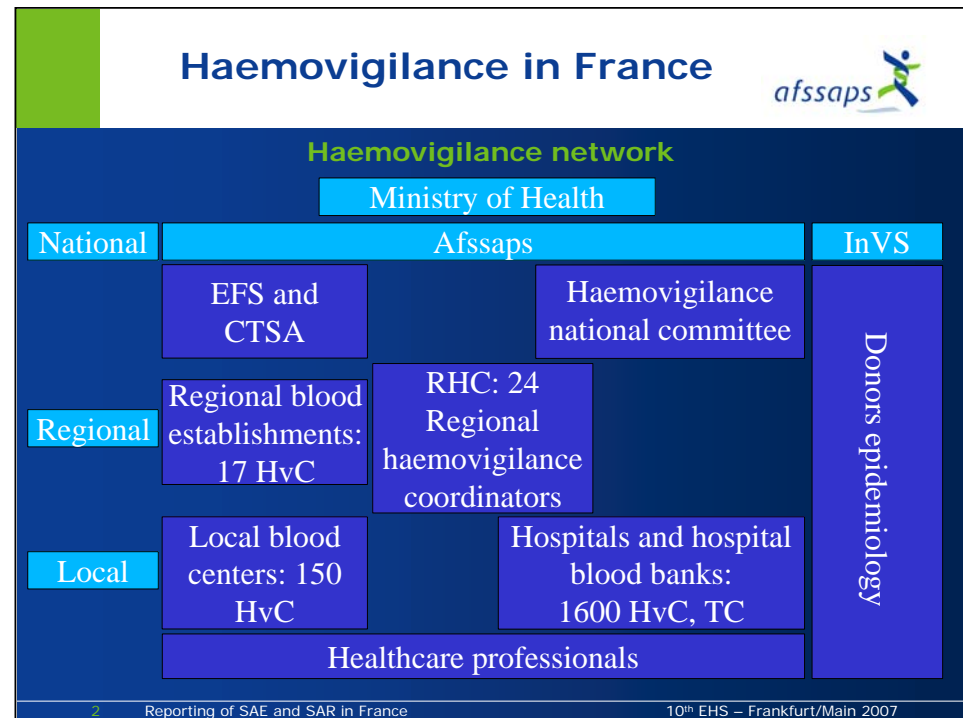 Haemovigilance in France
afssaps
Haemovigilance network
Ministry of Health
National
Afssaps
InVS
EFS and
CTSA
Haemovigilance
national committee
Donors epidemiology
Regional
Regional blood
establishments:
17 HvC
RHC: 24
Regional
haemovigilance
coordinators
Local
Local blood
centers: 150
HvC
Hospitals and hospital
blood banks:
1600 HvC, TC
Healthcare professionals
2 Reporting of SAE and SAR in France 10th EHS – Frankfurt/Main 2007